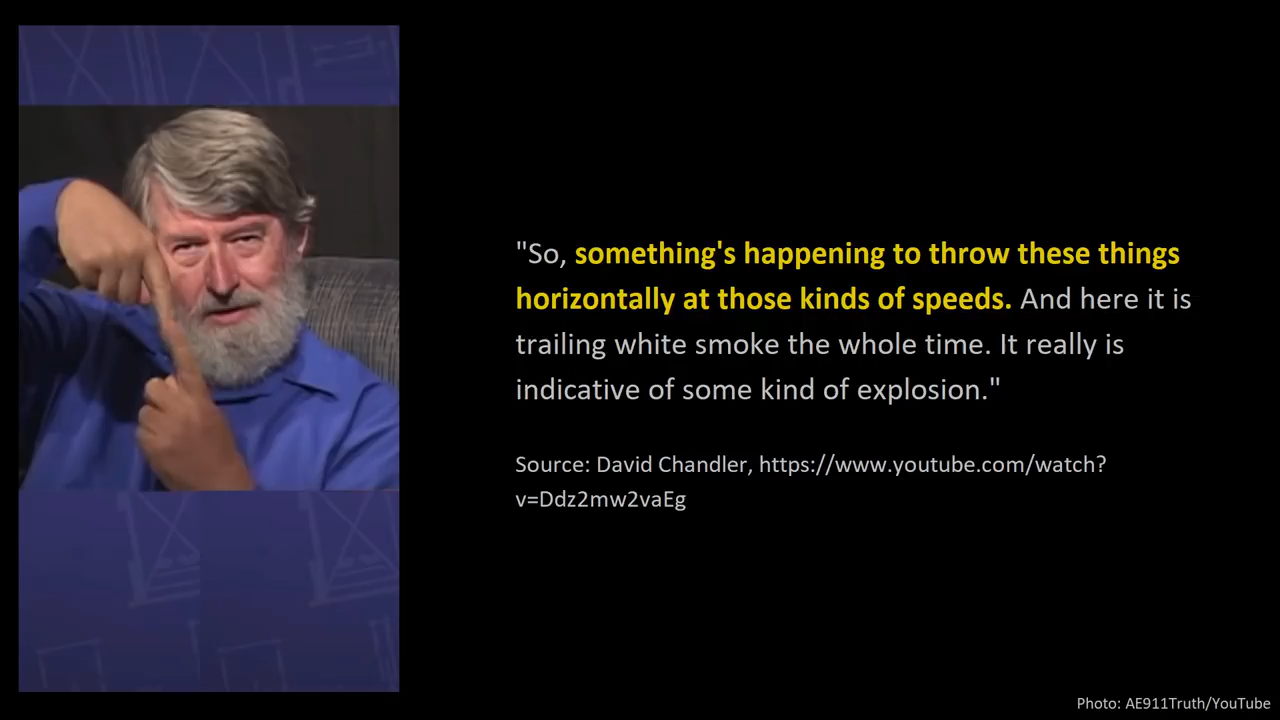 "So, something's happening to throw these things
horizontally at those kinds of speeds. And here it is
trailing white smoke the whole time. It really is
indicative of some kind of explosion."
Source: David Chandler, https://www.youtube.com/watch?
v=Ddz2mw2vaEg
Photo: AE911Truth/YouTube